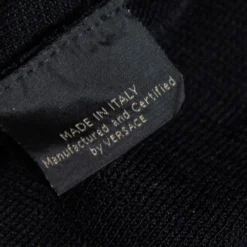 MADE IN ITALY
Manufactured and Certified
by VERSACE